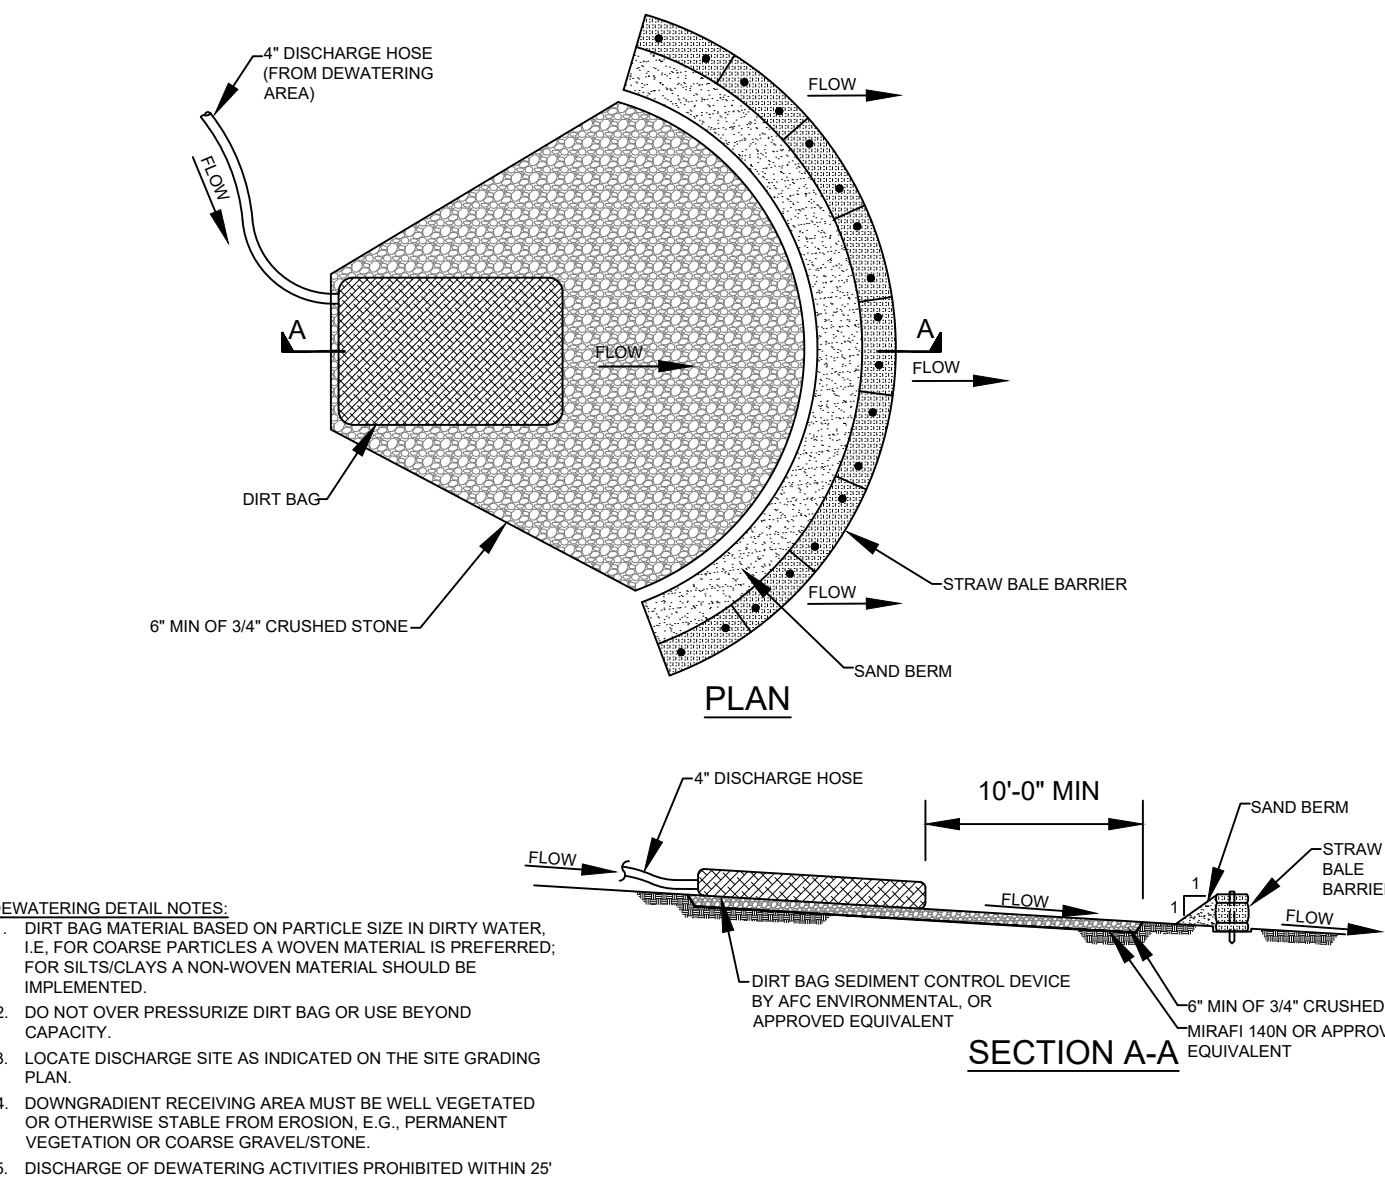 4" DISCHARGE HOSE
(FROM DEWATERING
AREA)
FLOW
FLOW
A
A
FLOW
FLOW
DIRT BAG
STRAW BALE BARRIER
FLOW
6" MIN OF 3/4" CRUSHED STONE
SAND BERM
PLAN
4" DISCHARGE HOSE
10'-0" MIN
SAND BERM
STRAW
BALE
BARRIER
FLOW
1
1
FLOW
FLOW
DIRT BAG SEDIMENT CONTROL DEVICE
BY AFC ENVIRONMENTAL, OR
APPROVED EQUIVALENT
6" MIN OF 3/4" CRUSHED
MIRAFI 140N OR APPROV
EQUIVALENT
SECTION A-A
DEWATERING DETAIL NOTES:
. DIRT BAG MATERIAL BASED ON PARTICLE SIZE IN DIRTY WATER,
I.E, FOR COARSE PARTICLES A WOVEN MATERIAL IS PREFERRED;
FOR SILTS/CLAYS A NON-WOVEN MATERIAL SHOULD BE
IMPLEMENTED.
2. DO NOT OVER PRESSURIZE DIRT BAG OR USE BEYOND
CAPACITY.
3. LOCATE DISCHARGE SITE AS INDICATED ON THE SITE GRADING
PLAN.
4. DOWNGRADIENT RECEIVING AREA MUST BE WELL VEGETATED
OR OTHERWISE STABLE FROM EROSION, E.G., PERMANENT
VEGETATION OR COARSE GRAVEL/STONE.
5. DISCHARGE OF DEWATERING ACTIVITIES PROHIBITED WITHIN 25'